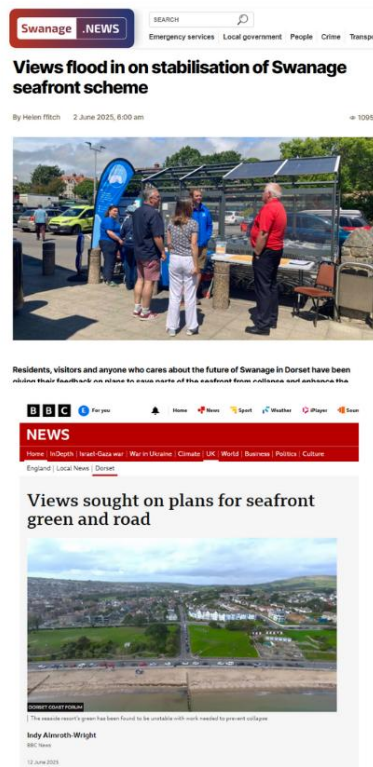 Swanage .NEWS
SEARCH
Emergency services Local government People Crime
Views flood in on stabilisation of Swanage
seafront scheme
By Helen ffitch 2 June 2025, 6:00 am 1095
Residents, visitors and anyone who cares about the future of Swanage in Dorset have been
giving their feedback on plans to save parts of the seafront from collapse and enhance the
BBC For you Home News Sport Weather iPlayer
NEWS
Home InDepth Israel-Gaza war War in Ukraine Climate UK World Business Politics Culture
England Local News Dorset
Views sought on plans for seafront
green and road
DORSET COAST FORUM
The seaside resort's green has been found to be unstable with work needed to prevent collapse
Indy Almroth-Wright
BBC News
12 June 2025